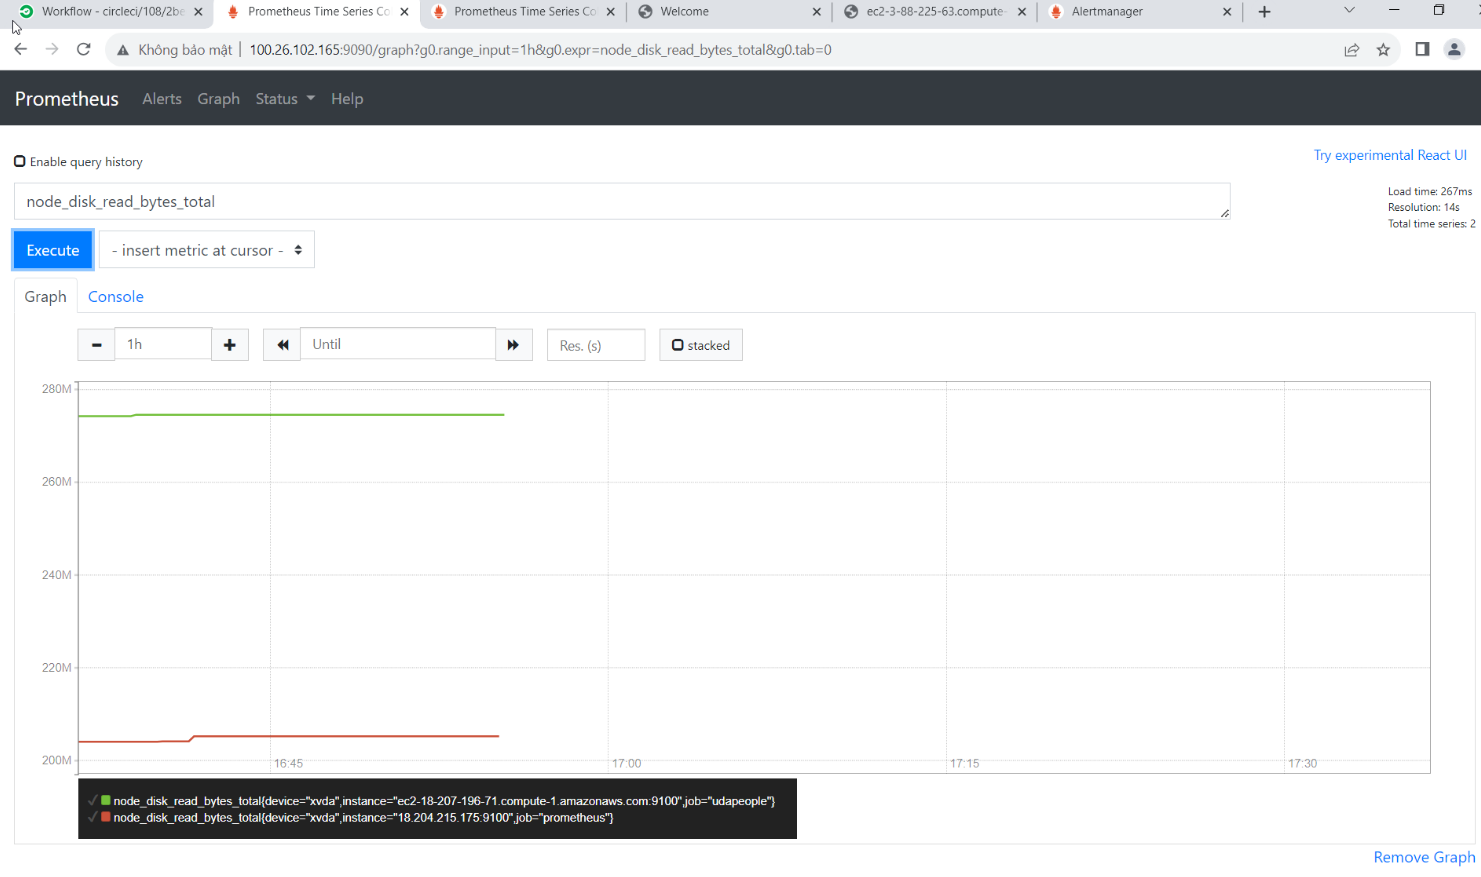 Workflow - circleci/108/2be
Prometheus Time Series Co
Prometheus Time Series Co
Welcome
ec2-3-88-225-63.compute-
Alertmanager
Không bảo mật
100.26.102.165:9090/graph?g0.range_input=1h&g0.expr=node_disk_read_bytes_total&g0.tab=0
Prometheus
Alerts
Graph
Status
Help
Enable query history
Try experimental React UI
node_disk_read_bytes_total
Load time: 267ms
Resolution: 14s
Total time series: 2
Execute
- insert metric at cursor -
Graph
Console
1h
Until
Res. (s)
stacked
280M
260M
240M
220M
200M
16:45
17:00
17:15
17:30
node_disk_read_bytes_total{device="xvda",instance="ec2-18-207-196-71.compute-1.amazonaws.com:9100",job="udapeople"}
node_disk_read_bytes_total{device="xvda",instance="18.204.215.175:9100",job="prometheus"}
Remove Graph